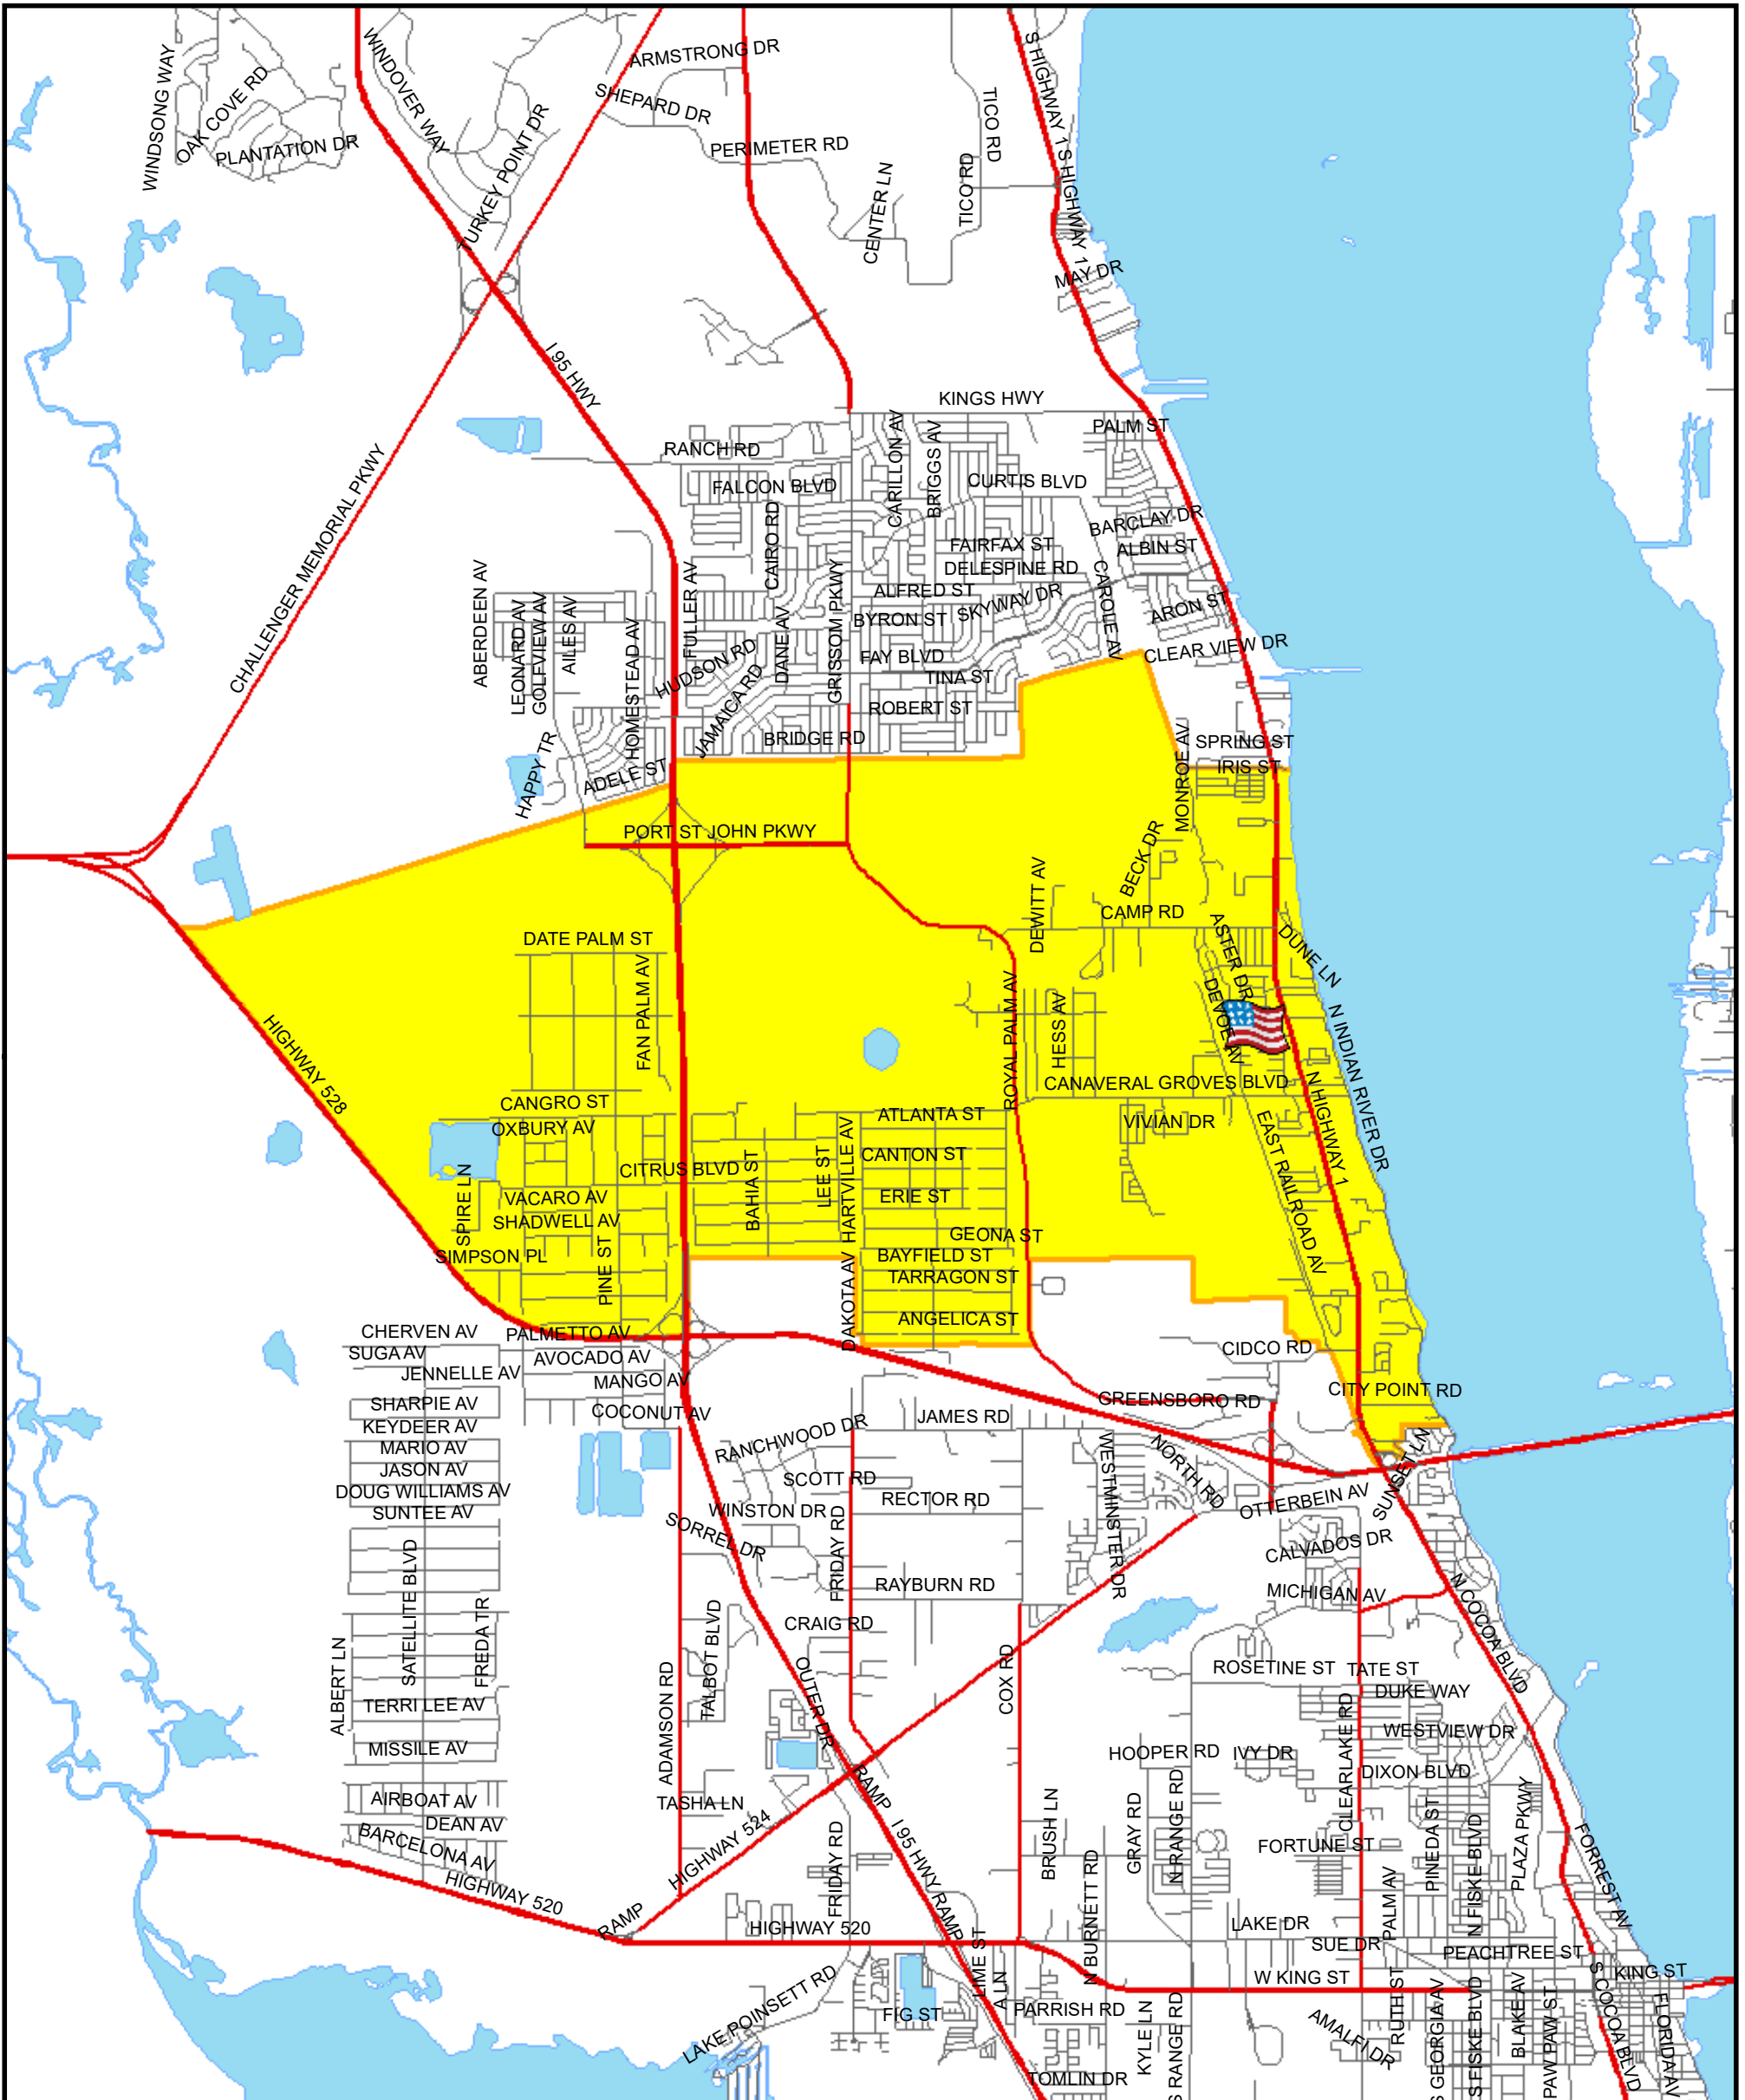 WINDSONG WAY
OAK COVE RD
PLANTATION DR
WINDOVER WAY
TURKEY POINT DR
ARMSTRONG DR
SHEPARD DR
PERIMETER RD
CENTER LN
TICO RD
TICO RD
S HIGHWAY 1
S HIGHWAY 1
MAY DR
I 95 HWY
KINGS HWY
PALM ST
RANCH RD
CARILLON AV
BRIGGS AV
FALCON BLVD
CURTIS BLVD
CHALLENGER MEMORIAL PKWY
CAIRO RD
BARCLAY DR
FAIRFAX ST
ALBIN ST
DELESPINE RD
ABERDEEN AV
LEONARD AV
GOLFVIEW AV
AILES AV
FULLER AV
GRISSOM PKWY
ALFRED ST
SKYWAY DR
CAROLE AV
ARON ST
BYRON ST
HOMESTEAD AV
HUDSON RD
DANE AV
FAY BLVD
CLEAR VIEW DR
JAMAICA RD
TINA ST
ROBERT ST
BRIDGE RD
MONROE AV
SPRING ST
IRIS ST
HAPPY TR
ADELE ST
PORT ST JOHN PKWY
BECK DR
DEWITT AV
CAMP RD
ASTER DR
DUNE LN
DATE PALM ST
FAN PALM AV
ROYAL PALM AV
HESS AV
DEVOE AV
N INDIAN RIVER DR
HIGHWAY 528
CANAVERAL GROVES BLVD
CANGRO ST
ATLANTA ST
N HIGHWAY 1
OXBURY AV
VIVIAN DR
EAST RAILROAD AV
HARTVILLE AV
CANTON ST
CITRUS BLVD
BAHIA ST
LEE ST
SPIRE LN
VACARO AV
ERIE ST
SHADWELL AV
GEONA ST
SIMPSON PL
PINE ST
DAKOTA AV
BAYFIELD ST
TARRAGON ST
ANGELICA ST
CHERVEN AV
PALMETTO AV
SUGA AV
AVOCADO AV
CIDCO RD
JENNELLE AV
MANGO AV
SHARPIE AV
COCONUT AV
GREENSBORO RD
CITY POINT RD
KEYDEER AV
RANCHWOOD DR
JAMES RD
MARIO AV
JASON AV
SCOTT RD
WESTMINSTER DR
NORTH RD
SUNSET LN
DOUG WILLIAMS AV
RECTOR RD
OTTERBEIN AV
SUNTEE AV
WINSTON DR
SORREL DR
FRIDAY RD
CALVADOS DR
SATELLITE BLVD
RAYBURN RD
MICHIGAN AV
N COCOA BLVD
FREDA TR
TALBOT BLVD
CRAIG RD
ALBERT LN
ADAMSON RD
OUTER DR
COX RD
ROSETINE ST
TATE ST
DUKE WAY
TERRI LEE AV
CLEARLAKE RD
WESTVIEW DR
MISSILE AV
HOOPER RD
IVY DR
DIXON BLVD
RAMP
AIRBOAT AV
TASHA LN
BRUSH LN
GRAY RD
N RANGE RD
PINEDA ST
N FISKE BLVD
PLAZA PKWY
DEAN AV
BARCELONA AV
HIGHWAY 524
I 95 HWY
FORTUNE ST
FORREST AV
FRIDAY RD
N BURNETT RD
PALM AV
HIGHWAY 520
RAMP
HIGHWAY 520
RAMP
LAKE DR
SUE DR
PEACHTREE ST
LIME ST
W KING ST
KING ST
LAKE POINSETT RD
A LN
S COCOA BLVD
FIG ST
PARRISH RD
KYLE LN
S RANGE RD
AMALFI DR
RUTH ST
S GEORGIA AV
S FISKE BLVD
BLAKE AV
PAW PAW ST
FLORIDA AV
TOMLIN DR